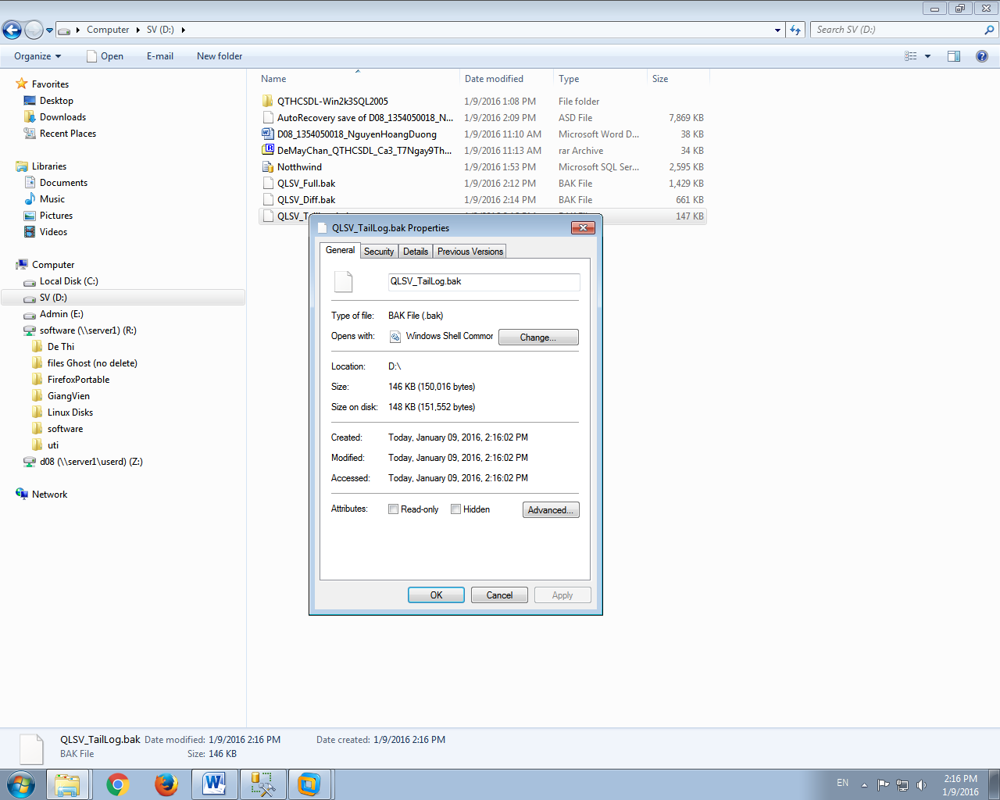 Computer ▸ SV (D:) ▸
Search SV (D:)
Organize ▾ Open E-mail New folder
Favorites
Desktop
Downloads
Recent Places
Libraries
Documents
Music
Pictures
Videos
Computer
Local Disk (C:)
SV (D:)
Admin (E:)
software (\\server1) (R:)
De Thi
files Ghost (no delete)
FirefoxPortable
GiangVien
Linux Disks
software
uti
d08 (\\server1\userd) (Z:)
Network
Name Date modified Type Size
QTHCSDL-Win2k3SQL2005 1/9/2016 1:08 PM File folder
AutoRecovery save of D08_1354050018_N... 1/9/2016 2:09 PM ASD File 7,869 KB
D08_1354050018_NguyenHoangDuong 1/9/2016 11:10 AM Microsoft Word D... 38 KB
DeMayChan_QTHCSDL_Ca3_T7Ngay9Th... 1/9/2016 11:13 AM rar Archive 34 KB
Notthwind 1/9/2016 1:53 PM Microsoft SQL Ser... 2,595 KB
QLSV_Full.bak 1/9/2016 2:12 PM BAK File 1,429 KB
QLSV_Diff.bak 1/9/2016 2:14 PM BAK File 661 KB
147 KB
QLSV_TailLog.bak Properties
General Security Details Previous Versions
QLSV_TailLog.bak
Type of file: BAK File (.bak)
Opens with: Windows Shell Commor Change...
Location: D:\
Size: 146 KB (150,016 bytes)
Size on disk: 148 KB (151,552 bytes)
Created: Today, January 09, 2016, 2:16:02 PM
Modified: Today, January 09, 2016, 2:16:02 PM
Accessed: Today, January 09, 2016, 2:16:02 PM
Attributes: Read-only Hidden Advanced...
OK Cancel Apply
QLSV_TailLog.bak Date modified: 1/9/2016 2:16 PM Date created: 1/9/2016 2:16 PM
BAK File Size: 146 KB
EN 2:16 PM
1/9/2016